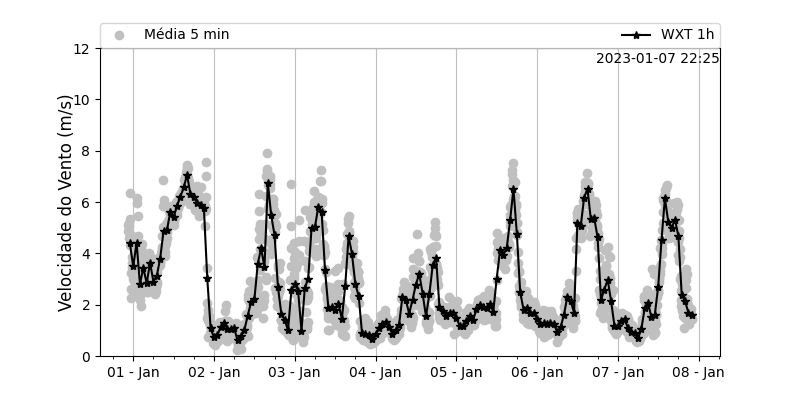 Média 5 min
WXT 1h
2023-01-07 22:25
Velocidade do Vento (m/s)
12
10
8
6
4
2
0
01 - Jan
02 - Jan
03 - Jan
04 - Jan
05 - Jan
06 - Jan
07 - Jan
08 - Jan